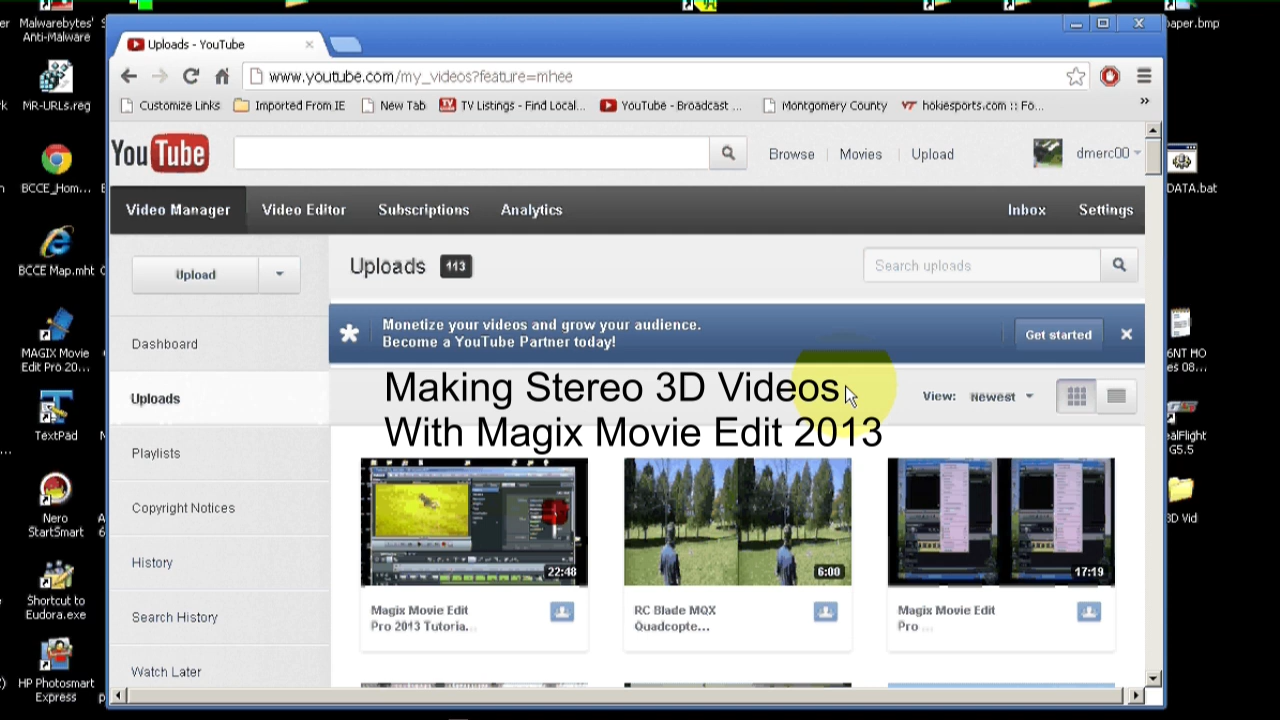 Malwarebytes'
Anti-Malware
paper.bmp
Uploads - YouTube
www.youtube.com/my_videos?feature=mhee
MR-URLs.reg
Customize Links
Imported From IE
New Tab
TV Listings - Find Local...
YouTube - Broadcast ...
Montgomery County
hokiesports.com :: Fo...
»
YouTube
Browse
Movies
Upload
dmerc00
BCCE_Hom...
DATA.bat
Video Manager
Video Editor
Subscriptions
Analytics
Inbox
Settings
BCCE Map.mht
Upload
Uploads
113
Search uploads
Monetize your videos and grow your audience.
Become a YouTube Partner today!
Get started
Dashboard
MAGIX Movie
Edit Pro 20...
6NT MO
Making Stereo 3D Videos
With Magix Movie Edit 2013
View:
Newest
Uploads
TextPad
G5.5
Playlists
Copyright Notices
Nero
StartSmart
3D Vid
History
22:48
6:00
17:19
Shortcut to
Eudora.exe
Search History
Magix Movie Edit
Pro 2013 Tutoria...
RC Blade MQX
Quadcopte...
Magix Movie Edit
Pro ...
Watch Later
HP Photosmart
Express